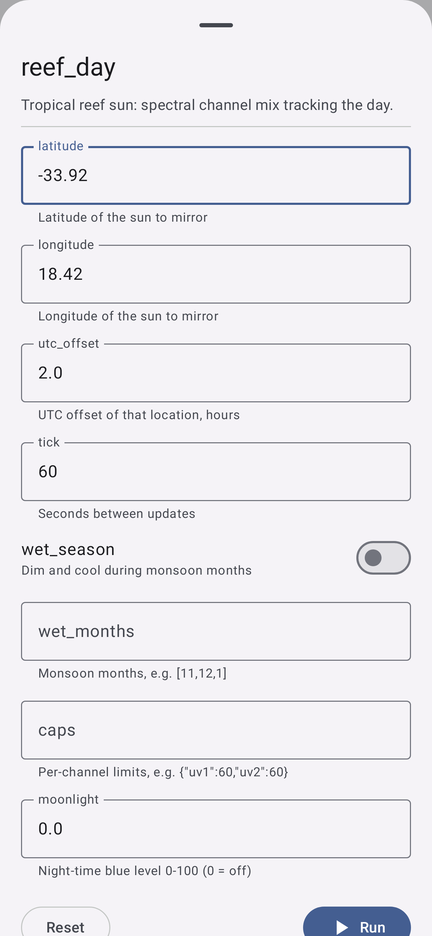 reef_day
Tropical reef sun: spectral channel mix tracking the day.
latitude
-33.92
Latitude of the sun to mirror
longitude
18.42
Longitude of the sun to mirror
utc_offset
2.0
UTC offset of that location, hours
tick
60
Seconds between updates
wet_season
Dim and cool during monsoon months
wet_months
Monsoon months, e.g. [11,12,1]
caps
Per-channel limits, e.g. {"uv1":60,"uv2":60}
moonlight
0.0
Night-time blue level 0-100 (0 = off)
Reset
Run